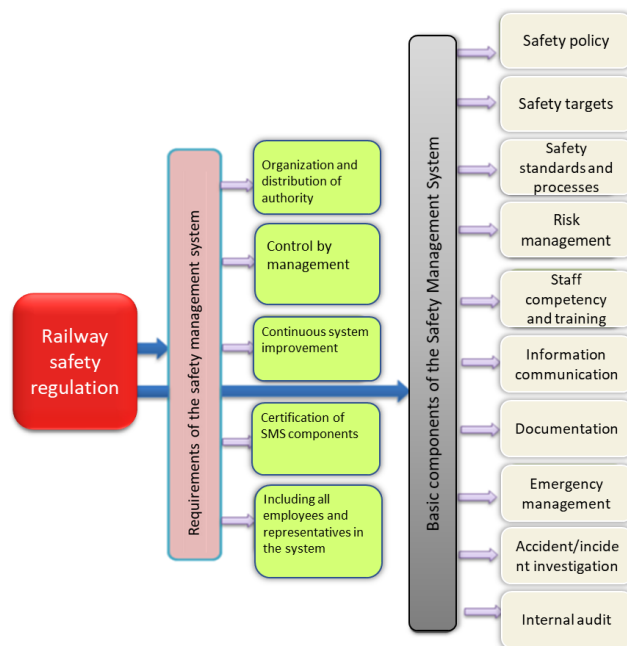 Railway
safety
regulation
Requirements of the safety management system
Organization and
distribution of
authority
Control by
management
Continuous system
improvement
Certification of
SMS components
Including all
employees and
representatives in
the system
Basic components of the Safety Management System
Safety policy
Safety targets
Safety
standards and
processes
Risk
management
Staff
competency
and training
Information
communication
Documentation
Emergency
management
Accident/incide
nt investigation
Internal audit